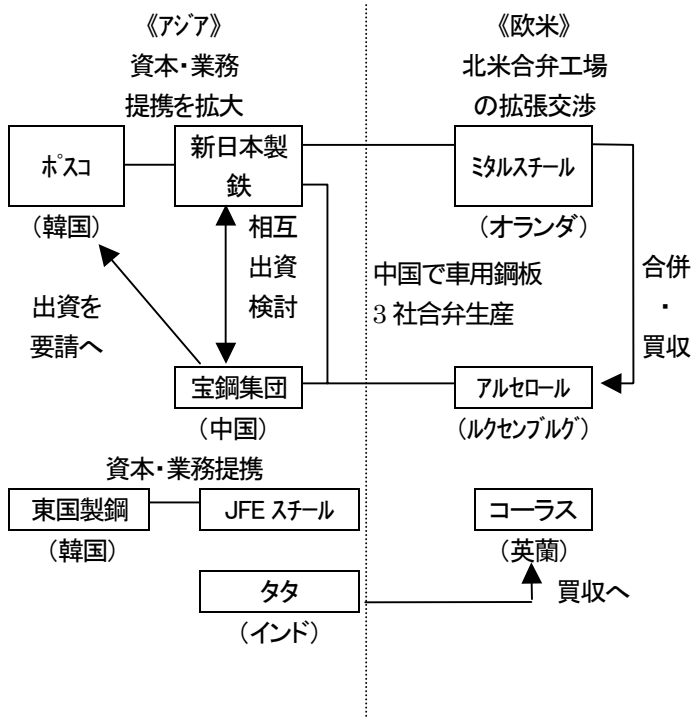 《アジア》
資本・業務
提携を拡大
ポスコ
(韓国)
新日本製
鉄
相互
出資
検討
出資を
要請へ
宝鋼集団
(中国)
資本・業務提携
東国製鋼
(韓国)
JFE スチール
タタ
(インド)
《欧米》
北米合弁工場
の拡張交渉
ミタルスチール
(オランダ)
中国で車用鋼板
3 社合弁生産
合併
・
買収
アルセロール
(ルクセンブルグ)
コーラス
(英蘭)
買収へ